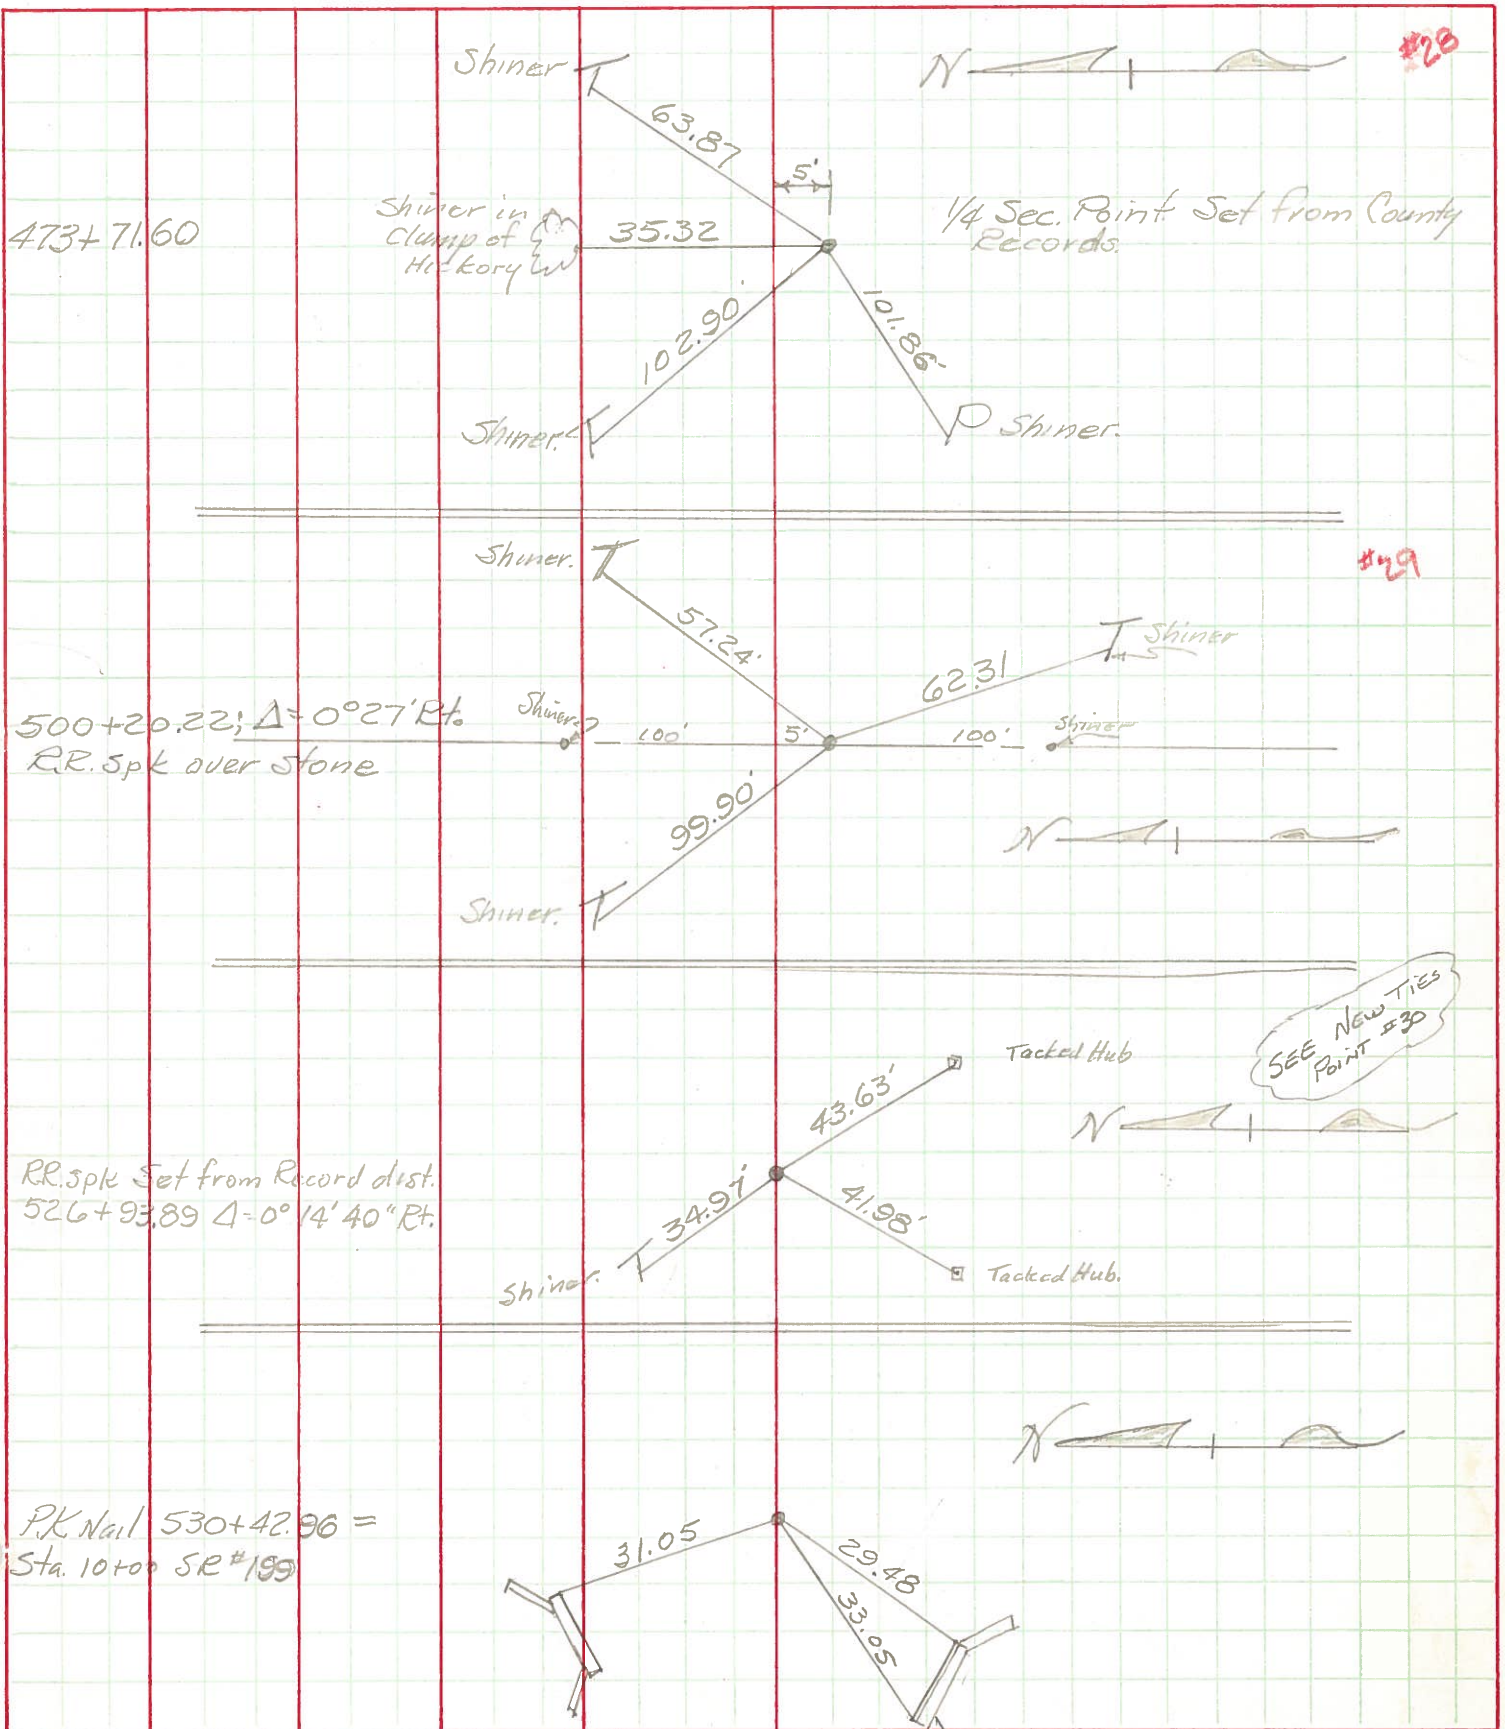 #28
Shiner
N
63.87
5'
473+71.60
Shiner in
Clump of
Hickory
35.32
1/4 Sec. Point Set from County
Records.
102.90'
101.86'
Shiner.
Shiner.
#29
Shiner.
57.24'
Shiner
62.31
500+20.22; Δ=0°27' Rt.
R.R. Spk over Stone
Shiner
100'
5'
100'
Shiner
99.90'
N
Shiner.
SEE NEW TIES
POINT #30
Tacked Hub
43.63'
N
R.R. spk Set from Record dist.
526+93.89 Δ=0°14'40" Rt.
34.97'
41.98'
Shiner.
Tacked Hub.
N
P.K. Nail 530+42.96 =
Sta. 10+00 SR #199
31.05
29.48
33.05